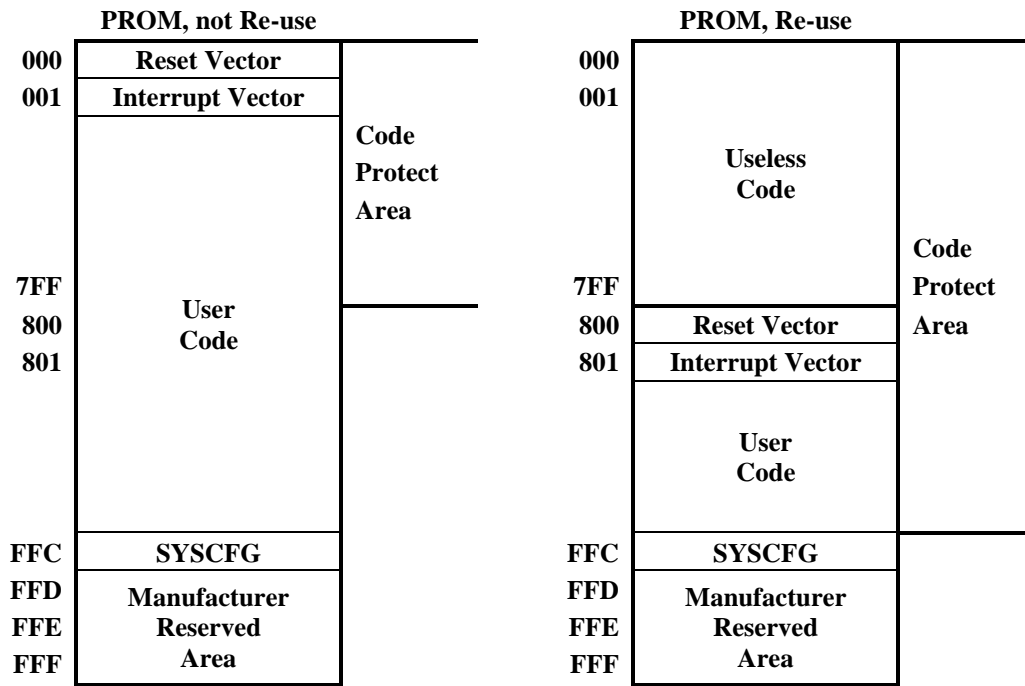 PROM, not Re-use
000
Reset Vector
001
Interrupt Vector
Code
Protect
Area
7FF
User
800
Code
801
FFC
SYSCFG
FFD
Manufacturer
FFE
Reserved
FFF
Area
PROM, Re-use
000
001
Useless
Code
Code
7FF
Protect
800
Reset Vector
Area
801
Interrupt Vector
User
Code
FFC
SYSCFG
FFD
Manufacturer
FFE
Reserved
FFF
Area